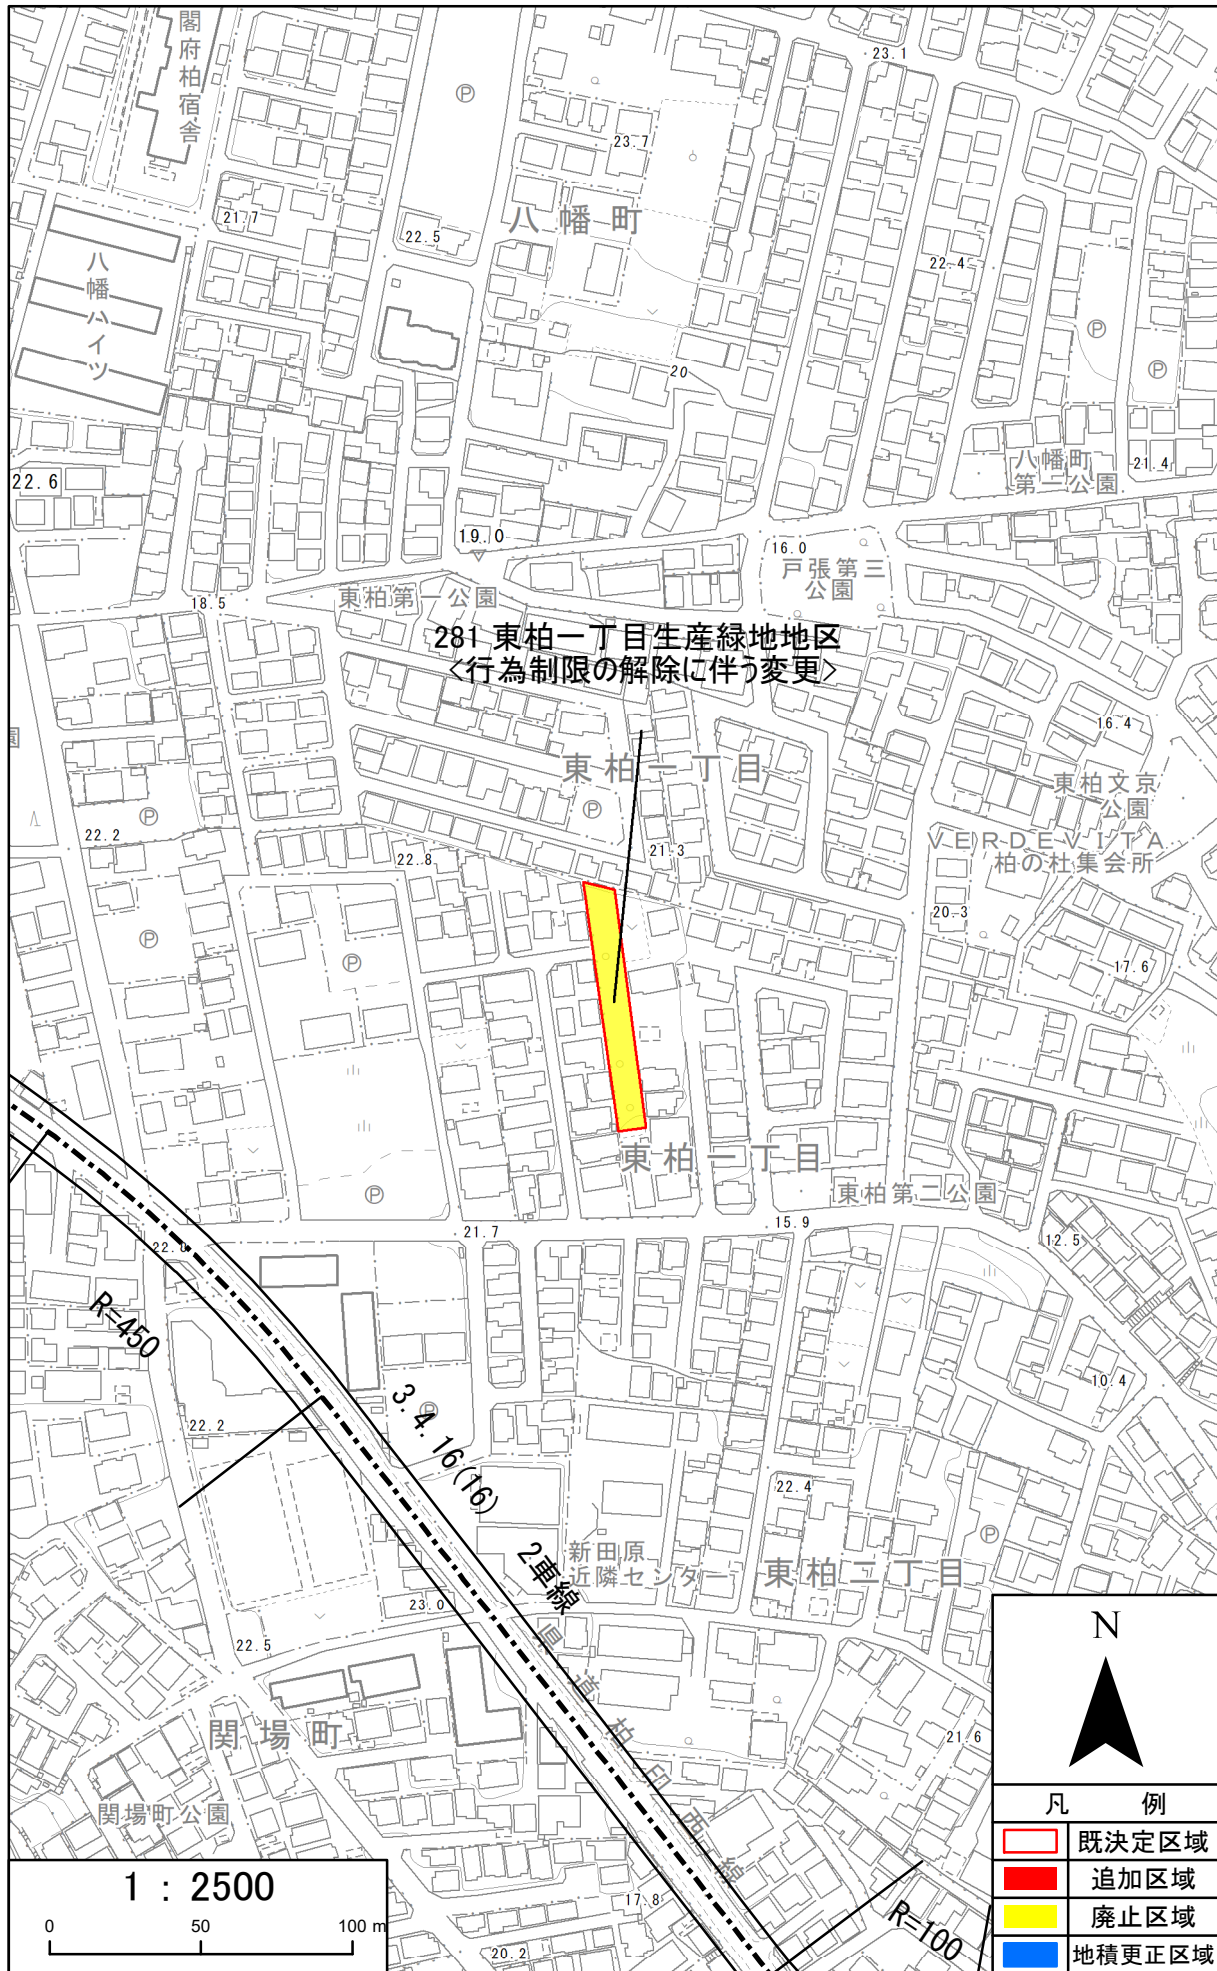 閣府柏宿舎
23.1
23.7
八幡町
21.7
22.5
22.4
八幡ハイツ
20
22.6
八幡町
第一公園
21.4
19.0
16.0
戸張第三
公園
18.5
東柏第一公園
281 東柏一丁目生産緑地地区
<行為制限の解除に伴う変更>
園
16.4
東柏一丁目
東柏文京
公園
22.2
22.8
21.3
VERDEVITA
柏の杜集会所
20.3
17.6
東柏一丁目
東柏第二公園
15.9
21.7
12.5
22.8
R=450
10.4
22.2
3.4.16(16)
2車線
22.4
新田原
近隣センター
東柏二丁目
23.0
22.5
県道柏印西線
関場町
21.6
関場町公園
17.8
R=100
20.2
P
P
P
P
P
P
P
P
P
P
N
凡例
既決定区域
追加区域
廃止区域
地積更正区域
1 : 2500
0 50 100 m